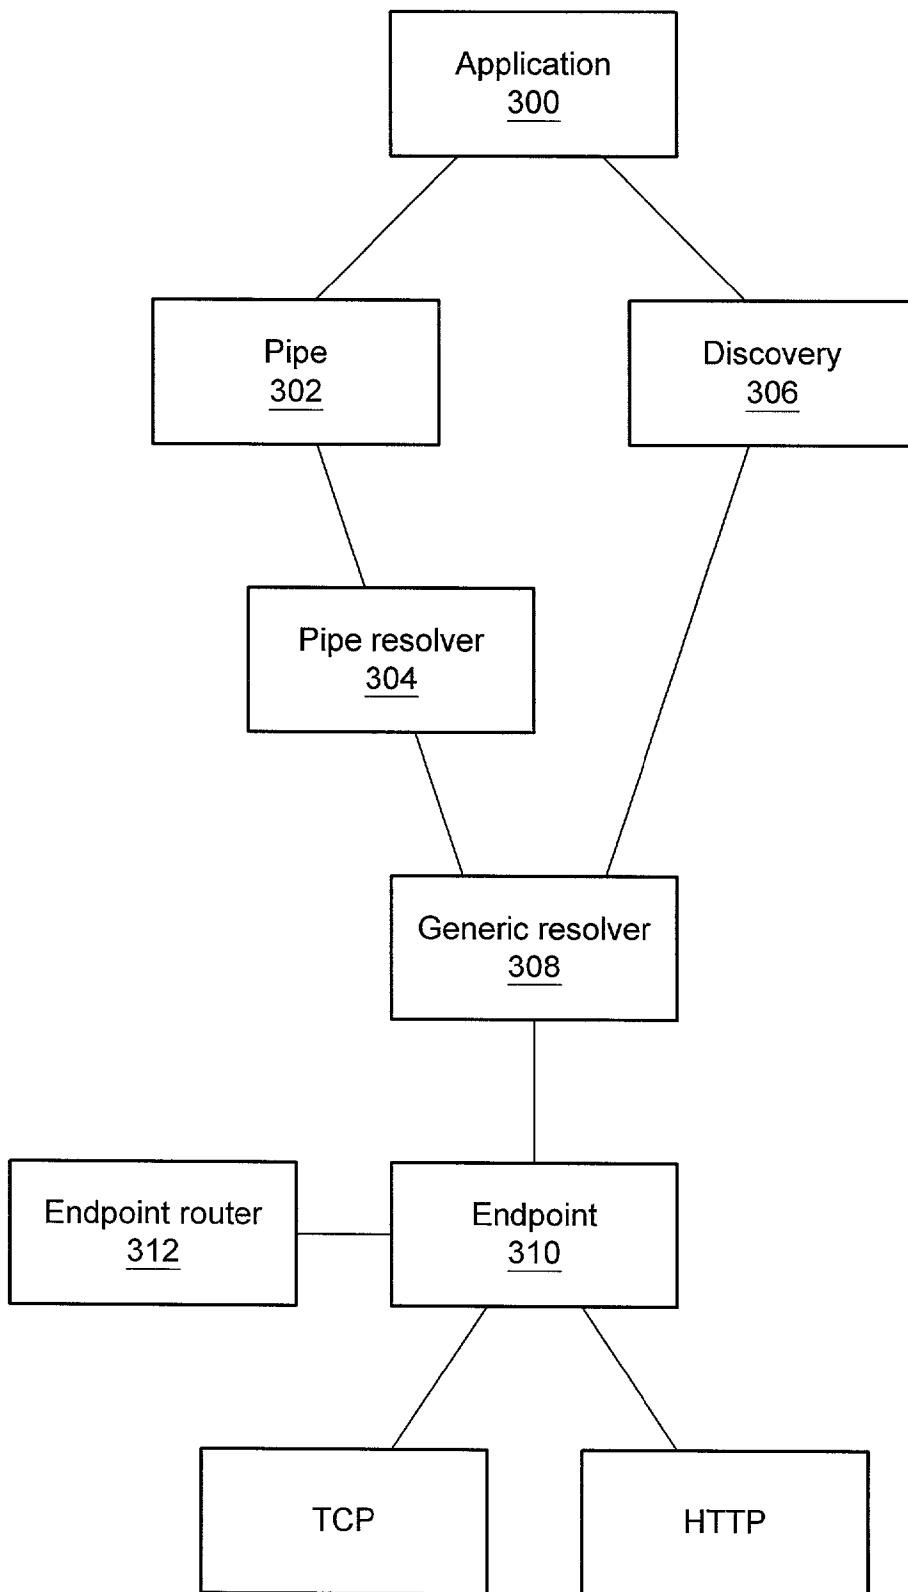 Application
300
Pipe
302
Discovery
306
Pipe resolver
304
Generic resolver
308
Endpoint router
312
Endpoint
310
TCP
HTTP